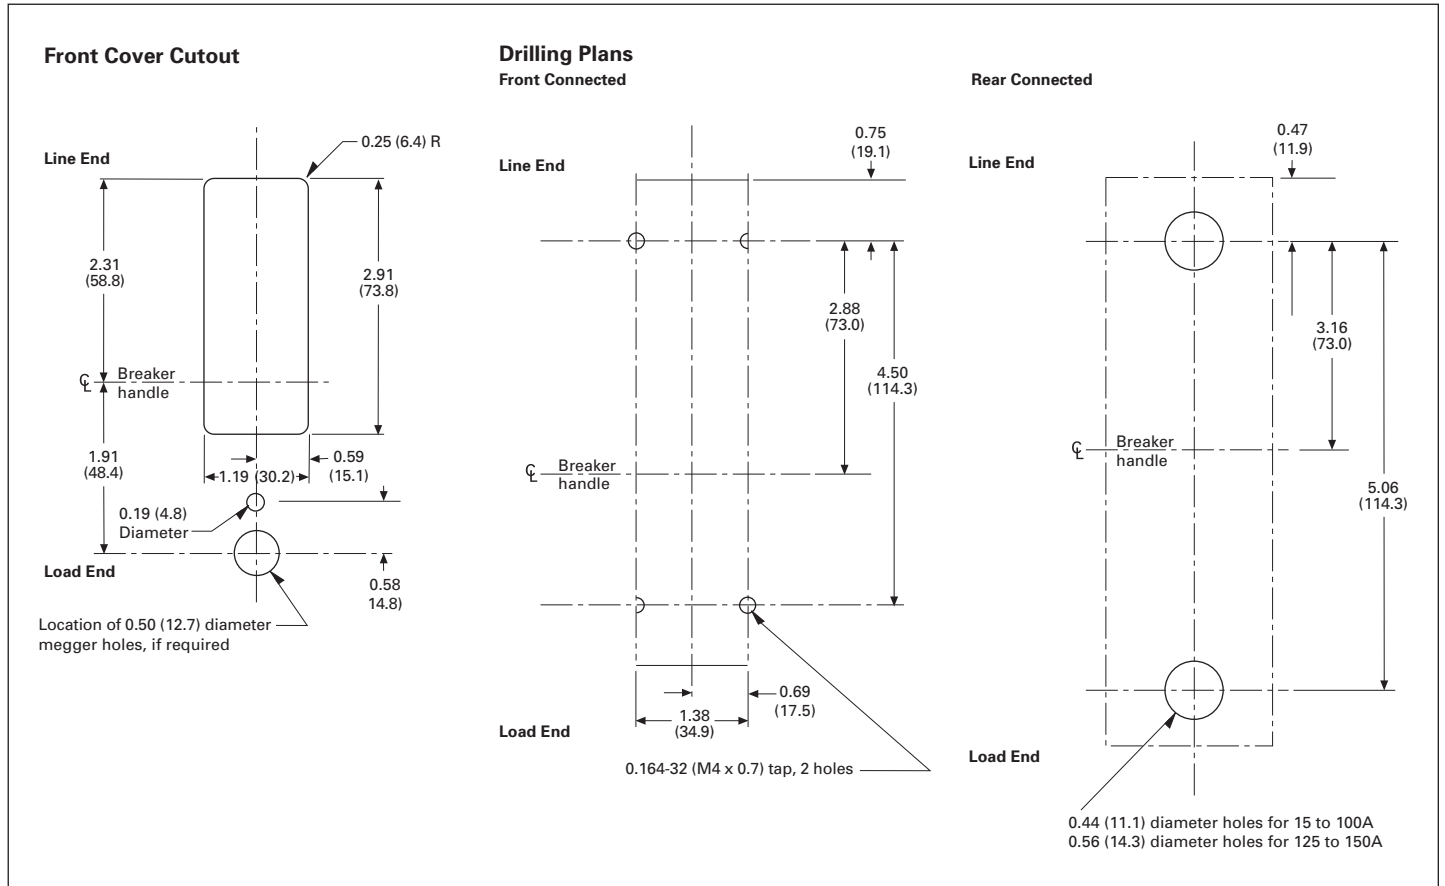 Front Cover Cutout
Line End
0.25 (6.4) R
2.31
(58.8)
2.91
(73.8)
℄ Breaker
handle
1.91
(48.4)
0.59
(15.1)
1.19 (30.2)
0.19 (4.8)
Diameter
Load End
0.58
14.8)
Location of 0.50 (12.7) diameter
megger holes, if required
Drilling Plans
Front Connected
Line End
0.75
(19.1)
2.88
(73.0)
4.50
(114.3)
℄ Breaker
handle
0.69
(17.5)
1.38
(34.9)
Load End
0.164-32 (M4 x 0.7) tap, 2 holes
Rear Connected
Line End
0.47
(11.9)
3.16
(73.0)
℄ Breaker
handle
5.06
(114.3)
Load End
0.44 (11.1) diameter holes for 15 to 100A
0.56 (14.3) diameter holes for 125 to 150A